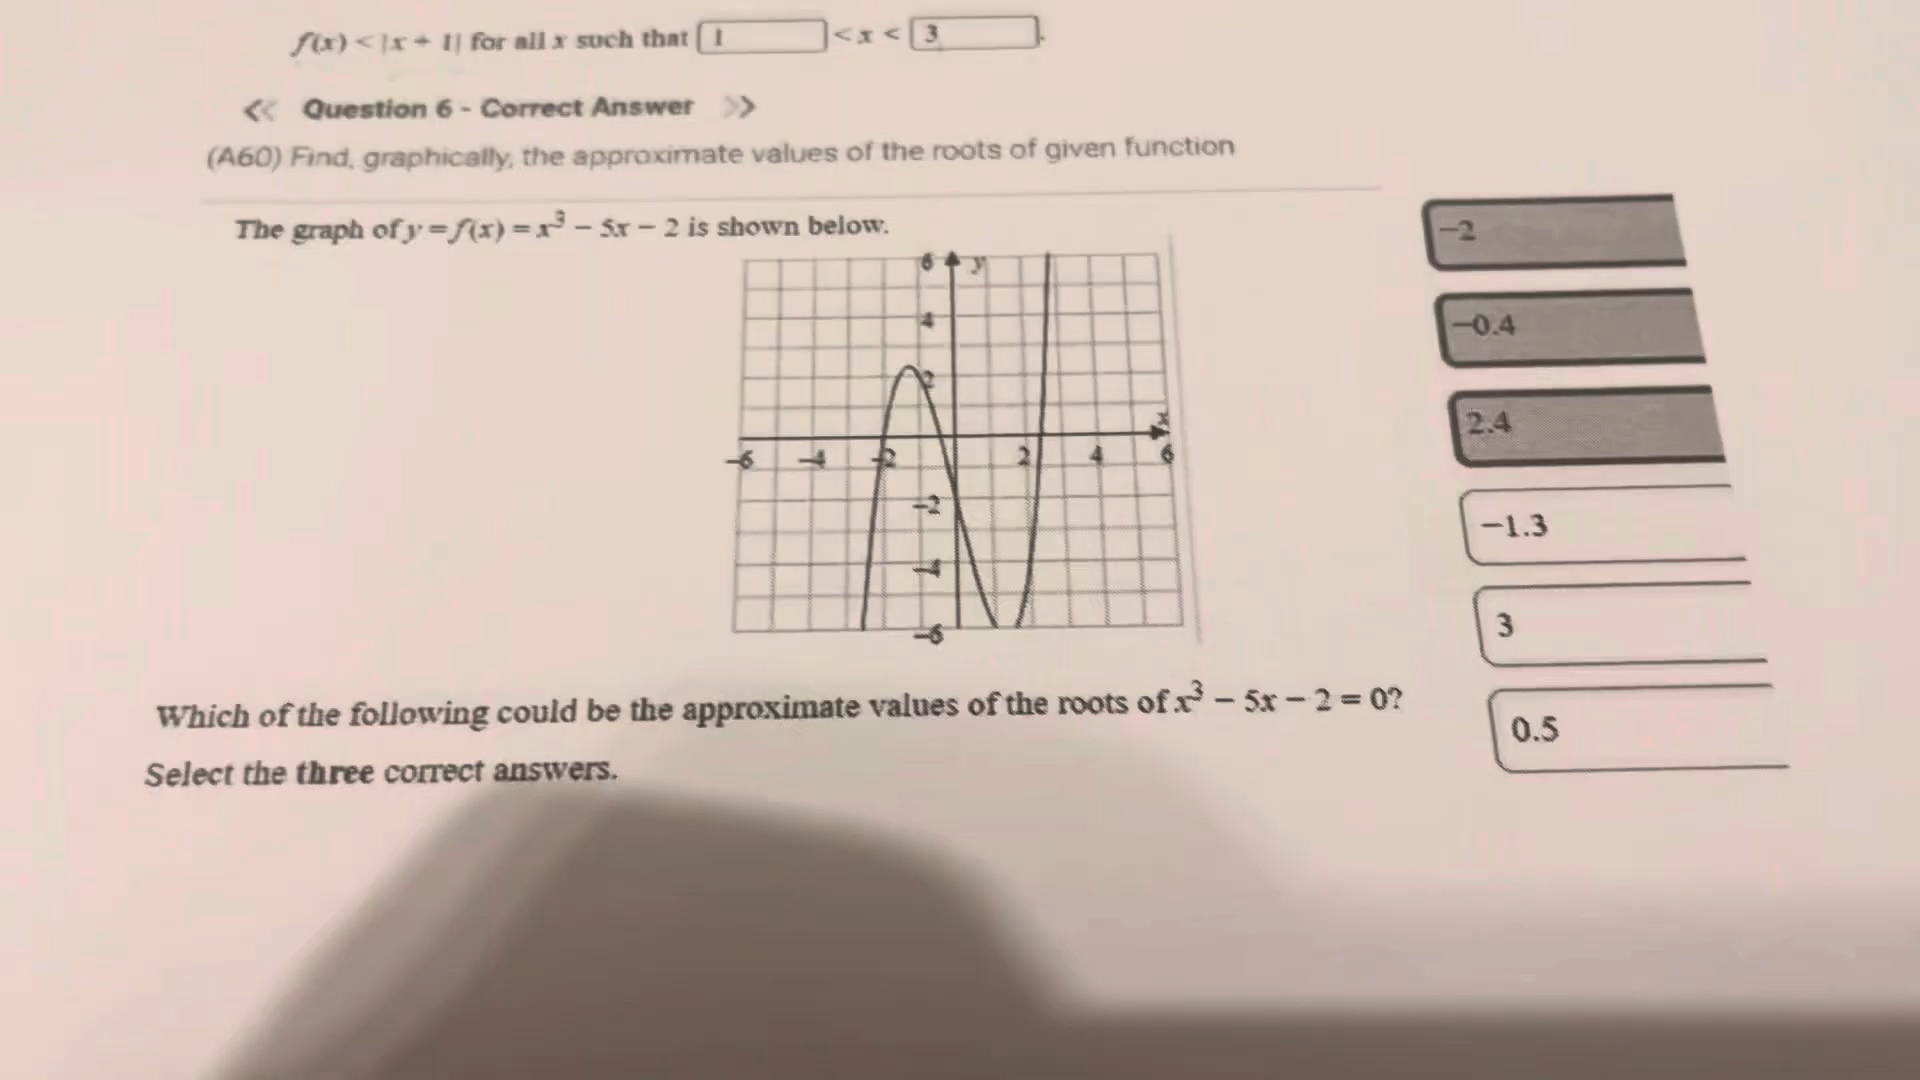 f(x) < |x + 1| for all x such that 1 < x < 3.
<< Question 6 - Correct Answer >>
(A60) Find, graphically, the approximate values of the roots of given function
The graph of y = f(x) = x³ − 5x − 2 is shown below.
6 y
4
2
x
−6 −4 −2 2 4 6
−2
−4
−6
−2
−0.4
2.4
−1.3
3
0.5
Which of the following could be the approximate values of the roots of x³ − 5x − 2 = 0?
Select the three correct answers.